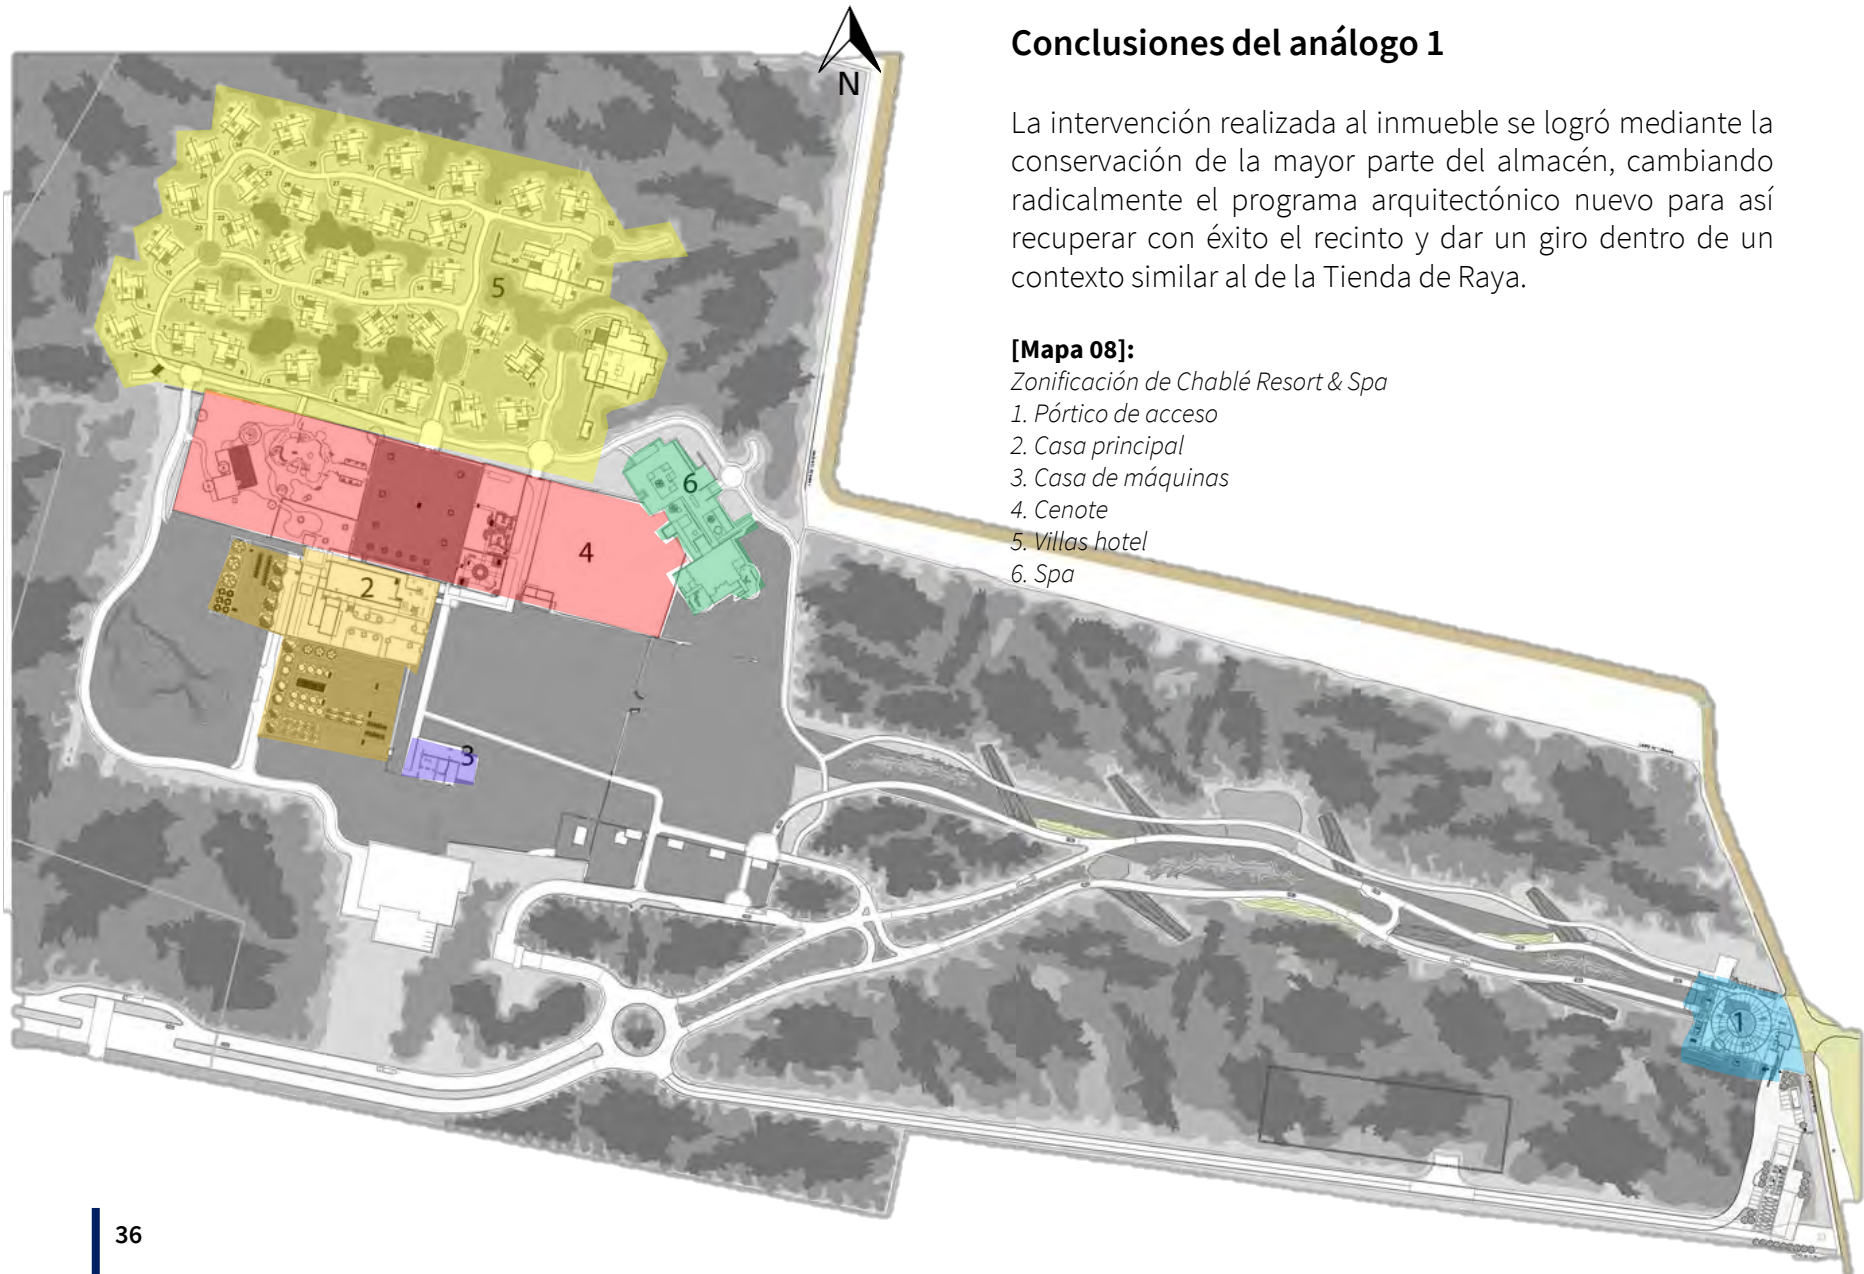 N
Conclusiones del análogo 1
La intervención realizada al inmueble se logró mediante la
conservación de la mayor parte del almacén, cambiando
radicalmente el programa arquitectónico nuevo para así
recuperar con éxito el recinto y dar un giro dentro de un
contexto similar al de la Tienda de Raya.
[Mapa 08]:
Zonificación de Chablé Resort & Spa
1. Pórtico de acceso
2. Casa principal
3. Casa de máquinas
4. Cenote
5. Villas hotel
6. Spa
5
6
4
2
3
1
36